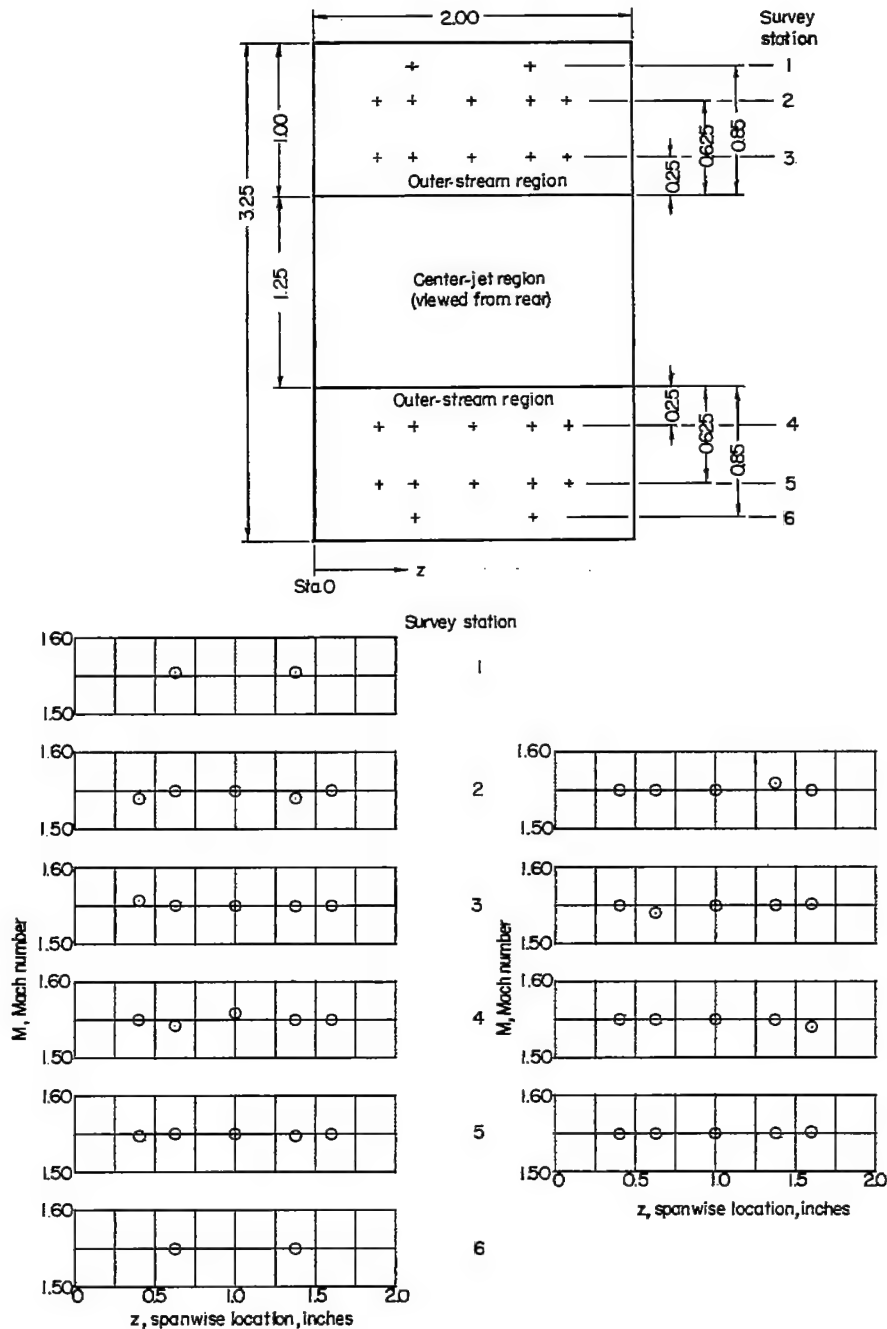 2.00
Survey
station
1
2
3
1.00
3.25
0.25
0.625
0.85
Outer-stream region
1.25
Center-jet region
(viewed from rear)
Outer-stream region
0.25
0.625
0.85
4
5
6
Sta.0
z
Survey station
1.60
1.50
1
1.60
1.50
2
1.60
1.50
1.60
1.50
3
1.60
1.50
M, Mach number
1.60
1.50
4
1.60
1.50
M, Mach number
1.60
1.50
5
1.60
1.50
0 0.5 1.0 1.5 2.0
z, spanwise location, inches
1.60
1.50
6
0 0.5 1.0 1.5 2.0
z, spanwise location, inches